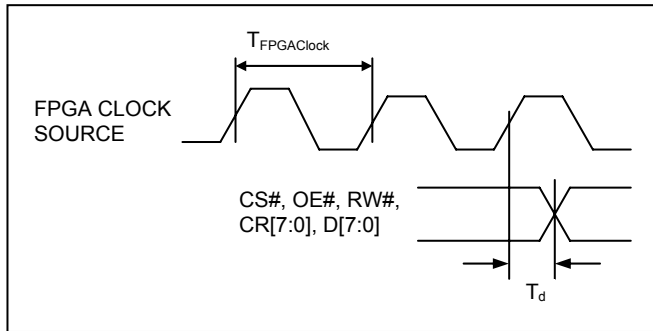 TFPGAClock
FPGA CLOCK
SOURCE
CS#, OE#, RW#,
CR[7:0], D[7:0]
Td